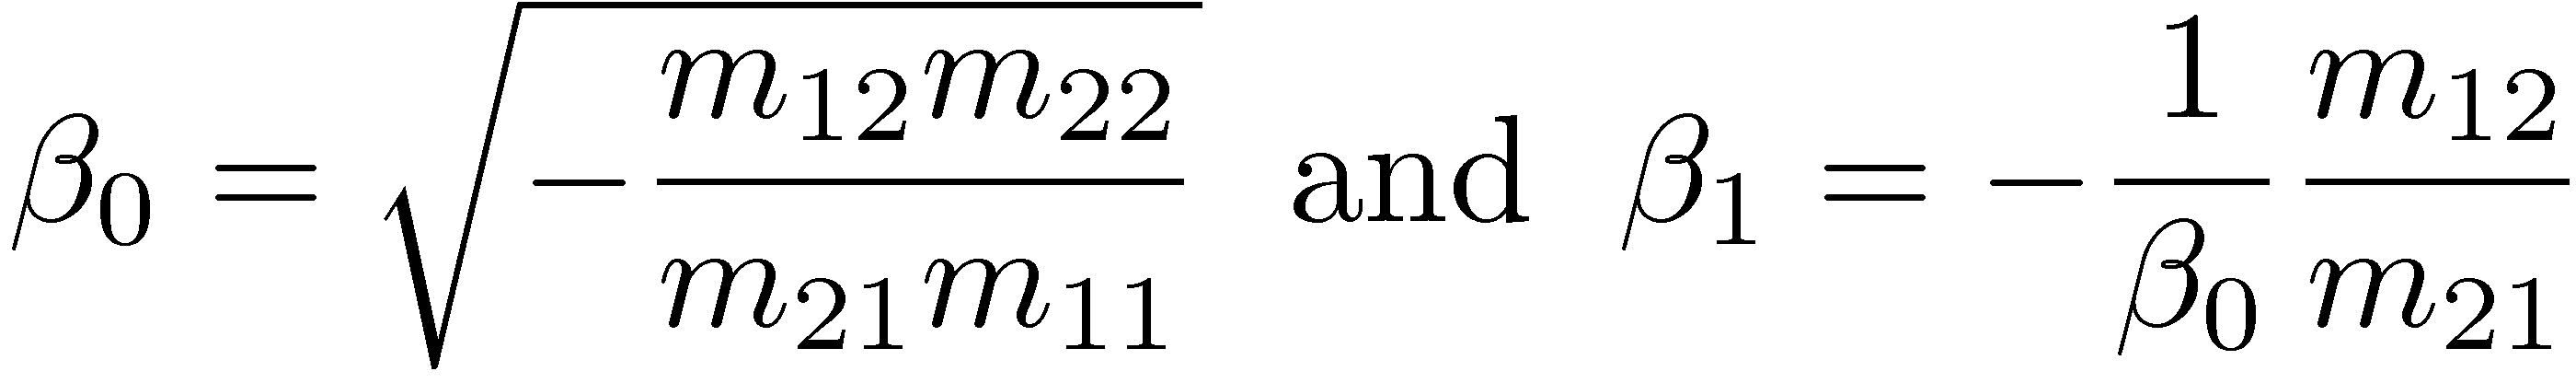 β₀ = √(−(m₁₂m₂₂)/(m₂₁m₁₁)) and β₁ = −(1/β₀)(m₁₂/m₂₁)